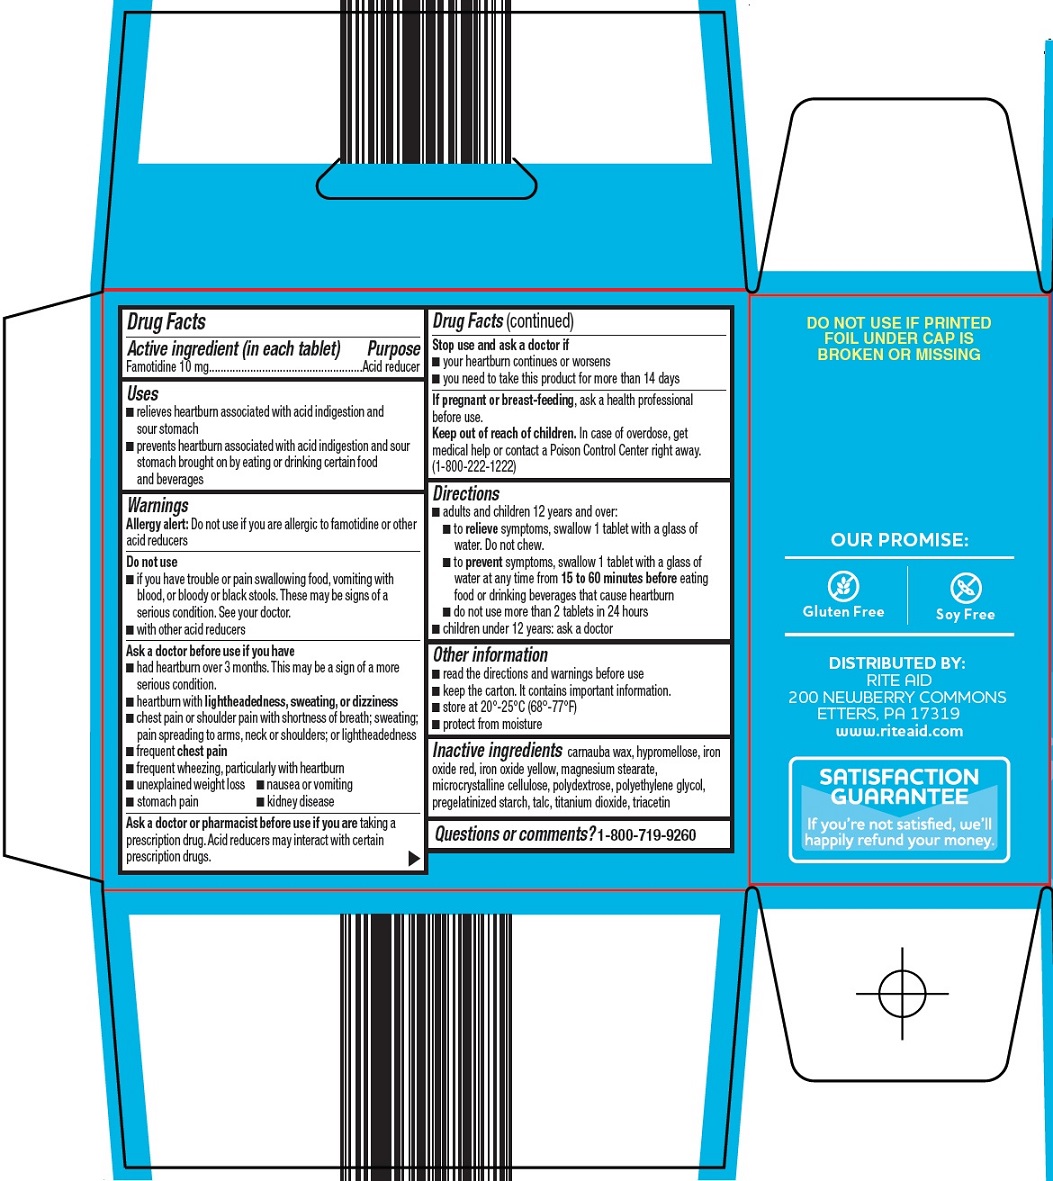 Drug Facts
Active ingredient (in each tablet) Purpose
Famotidine 10 mg......................................................Acid reducer
Uses
■ relieves heartburn associated with acid indigestion and
sour stomach
■ prevents heartburn associated with acid indigestion and sour
stomach brought on by eating or drinking certain food
and beverages
Warnings
Allergy alert: Do not use if you are allergic to famotidine or other
acid reducers
Do not use
■ if you have trouble or pain swallowing food, vomiting with
blood, or bloody or black stools. These may be signs of a
serious condition. See your doctor.
■ with other acid reducers
Ask a doctor before use if you have
■ had heartburn over 3 months. This may be a sign of a more
serious condition.
■ heartburn with lightheadedness, sweating, or dizziness
■ chest pain or shoulder pain with shortness of breath; sweating;
pain spreading to arms, neck or shoulders; or lightheadedness
■ frequent chest pain
■ frequent wheezing, particularly with heartburn
■ unexplained weight loss ■ nausea or vomiting
■ stomach pain ■ kidney disease
Ask a doctor or pharmacist before use if you are taking a
prescription drug. Acid reducers may interact with certain
prescription drugs.
Drug Facts (continued)
Stop use and ask a doctor if
■ your heartburn continues or worsens
■ you need to take this product for more than 14 days
If pregnant or breast-feeding, ask a health professional
before use.
Keep out of reach of children. In case of overdose, get
medical help or contact a Poison Control Center right away.
(1-800-222-1222)
Directions
■ adults and children 12 years and over:
■ to relieve symptoms, swallow 1 tablet with a glass of
water. Do not chew.
■ to prevent symptoms, swallow 1 tablet with a glass of
water at any time from 15 to 60 minutes before eating
food or drinking beverages that cause heartburn
■ do not use more than 2 tablets in 24 hours
■ children under 12 years: ask a doctor
Other information
■ read the directions and warnings before use
■ keep the carton. It contains important information.
■ store at 20°-25°C (68°-77°F)
■ protect from moisture
Inactive ingredients carnauba wax, hypromellose, iron
oxide red, iron oxide yellow, magnesium stearate,
microcrystalline cellulose, polydextrose, polyethylene glycol,
pregelatinized starch, talc, titanium dioxide, triacetin
Questions or comments? 1-800-719-9260
DO NOT USE IF PRINTED
FOIL UNDER CAP IS
BROKEN OR MISSING
OUR PROMISE:
Gluten Free
Soy Free
DISTRIBUTED BY:
RITE AID
200 NEWBERRY COMMONS
ETTERS, PA 17319
www.riteaid.com
SATISFACTION
GUARANTEE
If you're not satisfied, we'll
happily refund your money.